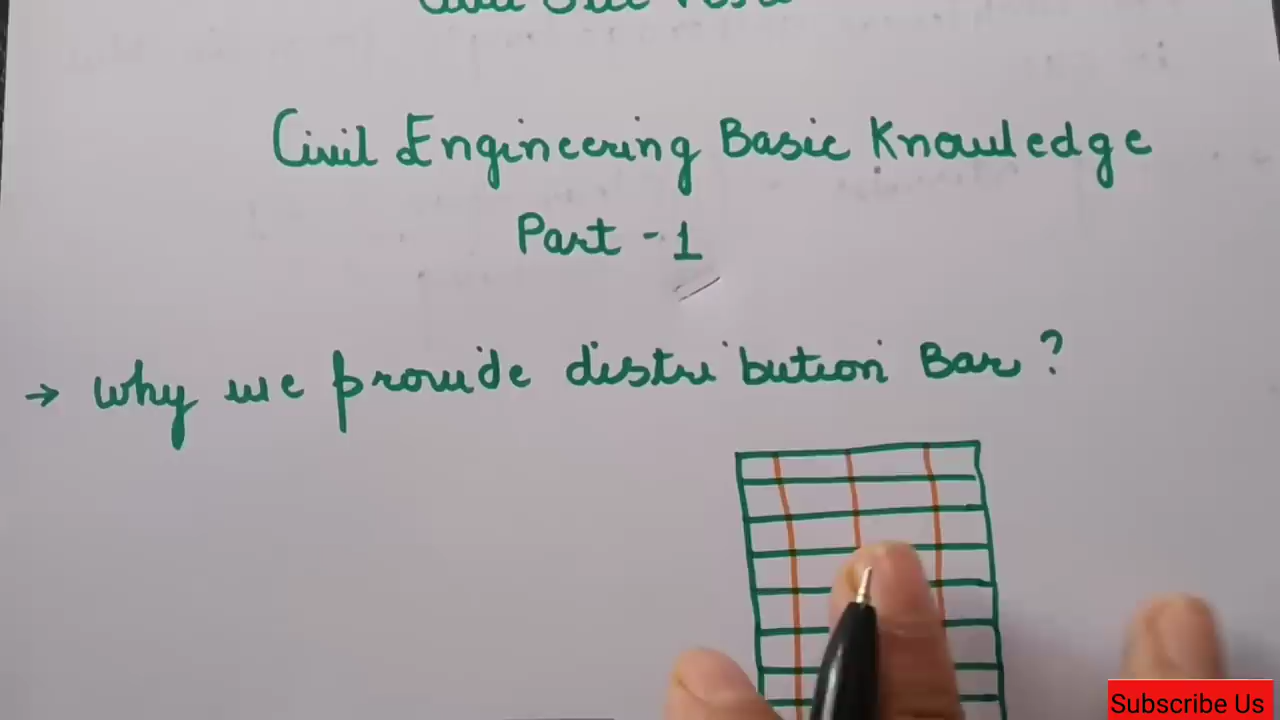 Civil Engineering Basic Knowledge
Part - 1
→ Why we provide distribution Bar ?
Subscribe Us